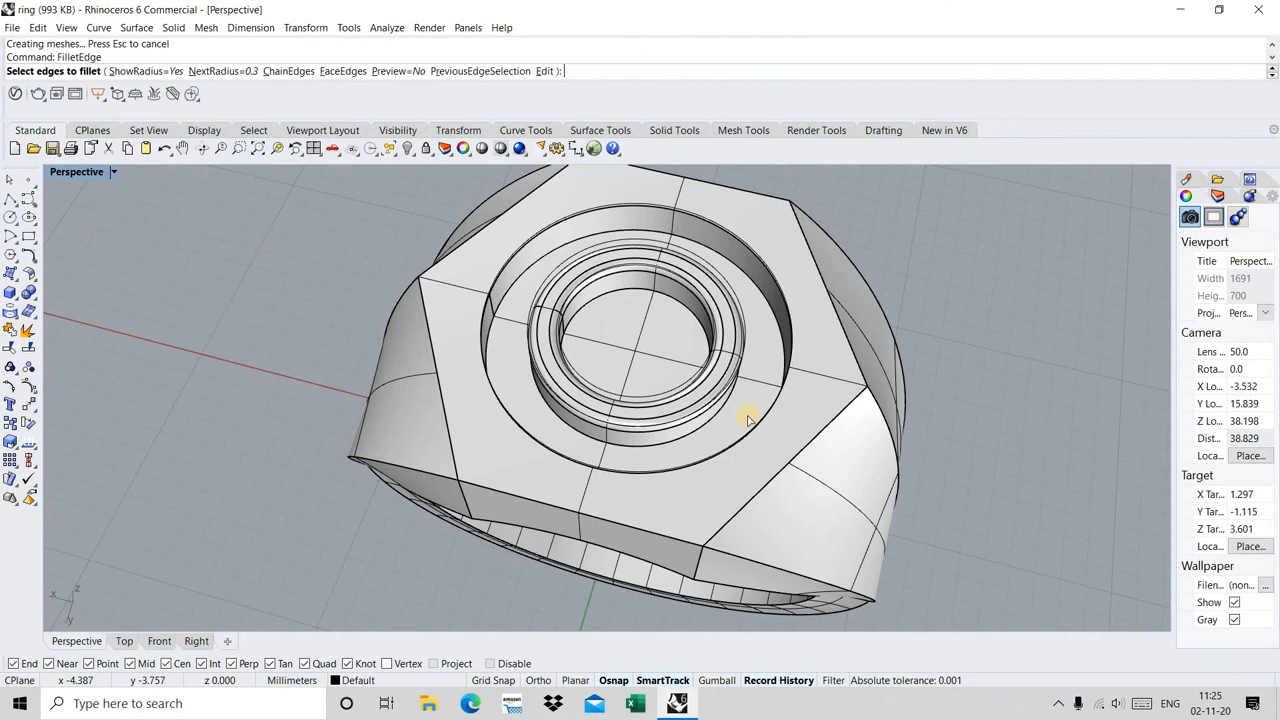 ring (993 KB) - Rhinoceros 6 Commercial - [Perspective]
File Edit View Curve Surface Solid Mesh Dimension Transform Tools Analyze Render Panels Help
Creating meshes... Press Esc to cancel
Command: FilletEdge
Select edges to fillet ( ShowRadius=Yes NextRadius=0.3 ChainEdges FaceEdges Preview=No PreviousEdgeSelection Edit ):
Standard CPlanes Set View Display Select Viewport Layout Visibility Transform Curve Tools Surface Tools Solid Tools Mesh Tools Render Tools Drafting New in V6
Perspective
Viewport
Title Perspect...
Width 1691
Heig... 700
Proj... Pers...
Camera
Lens ... 50.0
Rota... 0.0
X Lo... -3.532
Y Lo... 15.839
Z Lo... 38.198
Dist... 38.829
Loca... Place...
Target
X Tar... 1.297
Y Tar... -1.115
Z Tar... 3.601
Loca... Place...
Wallpaper
Filen... (non...
Show
Gray
z
x
y
Perspective Top Front Right
End Near Point Mid Cen Int Perp Tan Quad Knot Vertex Project Disable
CPlane x -4.387 y -3.757 z 0.000 Millimeters Default Grid Snap Ortho Planar Osnap SmartTrack Gumball Record History Filter Absolute tolerance: 0.001
Type here to search
ENG
11:25
02-11-20